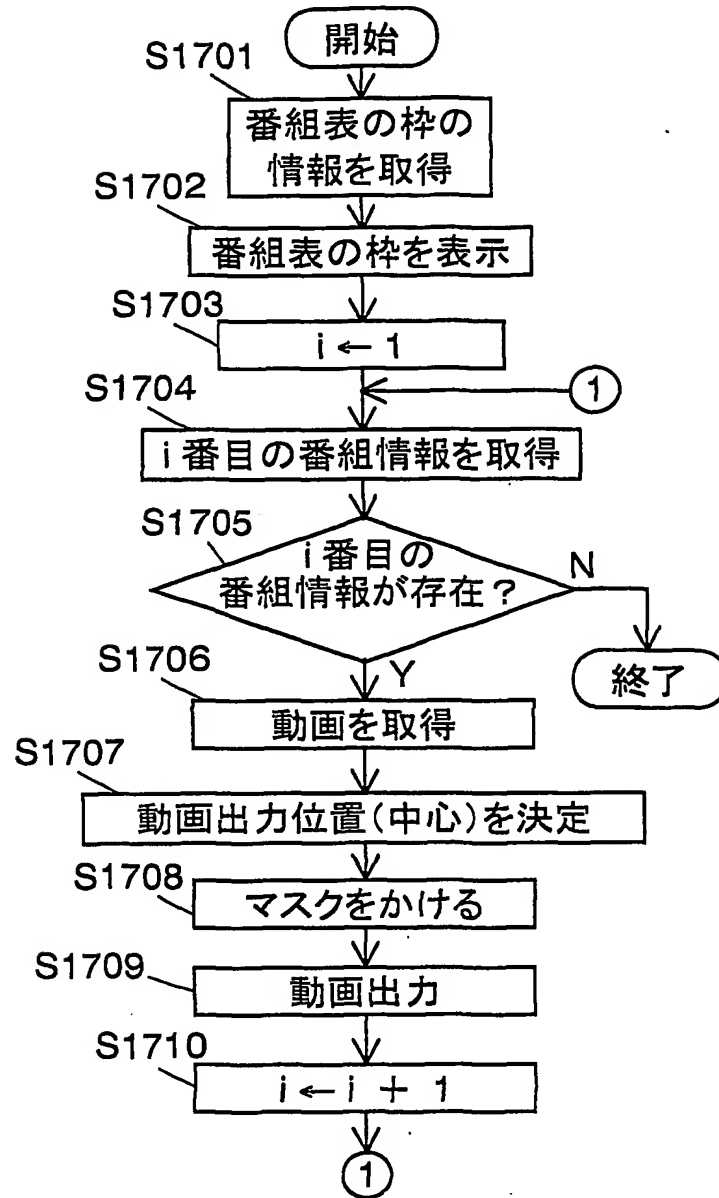 開始
S1701
番組表の枠の
情報を取得
S1702
番組表の枠を表示
S1703
i ← 1
1
S1704
i 番目の番組情報を取得
S1705
i 番目の
番組情報が存在？
N
終了
Y
S1706
動画を取得
S1707
動画出力位置(中心)を決定
S1708
マスクをかける
S1709
動画出力
S1710
i ← i + 1
1